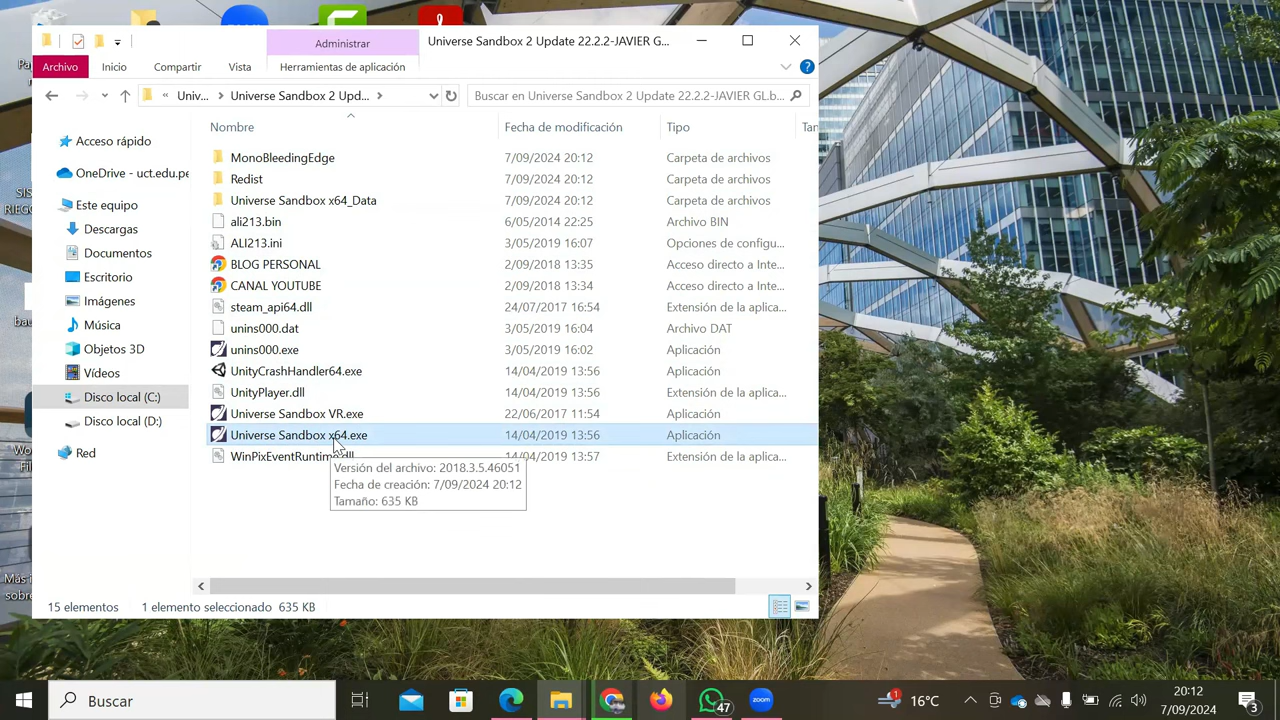 Administrar
Universe Sandbox 2 Update 22.2.2-JAVIER G...
Archivo
Inicio
Compartir
Vista
Herramientas de aplicación
«
Univ...
Universe Sandbox 2 Upd...
Buscar en Universe Sandbox 2 Update 22.2.2-JAVIER GL.b...
Nombre
Fecha de modificación
Tipo
Acceso rápido
OneDrive - uct.edu.pe
Este equipo
Descargas
Documentos
Escritorio
Imágenes
Música
Objetos 3D
Vídeos
Disco local (C:)
Disco local (D:)
Red
MonoBleedingEdge 7/09/2024 20:12 Carpeta de archivos
Redist 7/09/2024 20:12 Carpeta de archivos
Universe Sandbox x64_Data 7/09/2024 20:12 Carpeta de archivos
ali213.bin 6/05/2014 22:25 Archivo BIN
ALI213.ini 3/05/2019 16:07 Opciones de configu...
BLOG PERSONAL 2/09/2018 13:35 Acceso directo a Inte...
CANAL YOUTUBE 2/09/2018 13:34 Acceso directo a Inte...
steam_api64.dll 24/07/2017 16:54 Extensión de la aplica...
unins000.dat 3/05/2019 16:04 Archivo DAT
unins000.exe 3/05/2019 16:02 Aplicación
UnityCrashHandler64.exe 14/04/2019 13:56 Aplicación
UnityPlayer.dll 14/04/2019 13:56 Extensión de la aplica...
Universe Sandbox VR.exe 22/06/2017 11:54 Aplicación
Universe Sandbox x64.exe 14/04/2019 13:56 Aplicación
WinPixEventRuntime.dll 14/04/2019 13:57 Extensión de la aplica...
Versión del archivo: 2018.3.5.46051
Fecha de creación: 7/09/2024 20:12
Tamaño: 635 KB
15 elementos
1 elemento seleccionado 635 KB
Buscar
47
zoom
1
16°C
20:12
7/09/2024
3